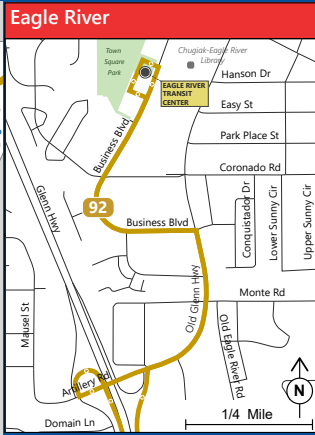 Eagle River
Town
Square
Park
Chugiak-Eagle River
Library
Hanson Dr
EAGLE RIVER
TRANSIT
CENTER
Easy St
Business Blvd
Park Place St
Coronado Rd
Glenn Hwy
92
Conquistador Dr
Lower Sunny Cir
Upper Sunny Cir
Business Blvd
Old Glenn Hwy
Monte Rd
Mausel St
Old Eagle River Rd
Artillery Rd
N
Domain Ln
1/4 Mile